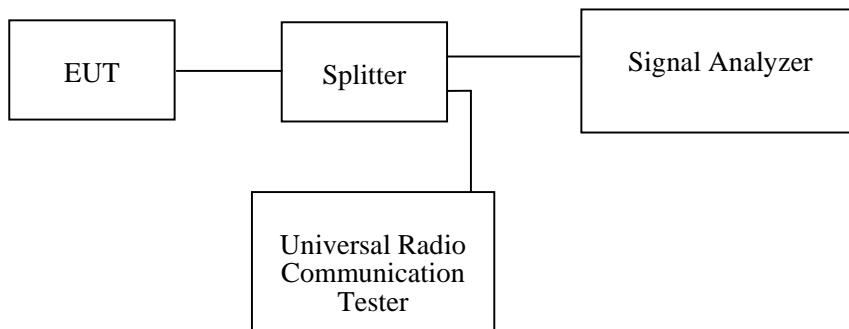 EUT
Splitter
Signal Analyzer
Universal Radio
Communication
Tester